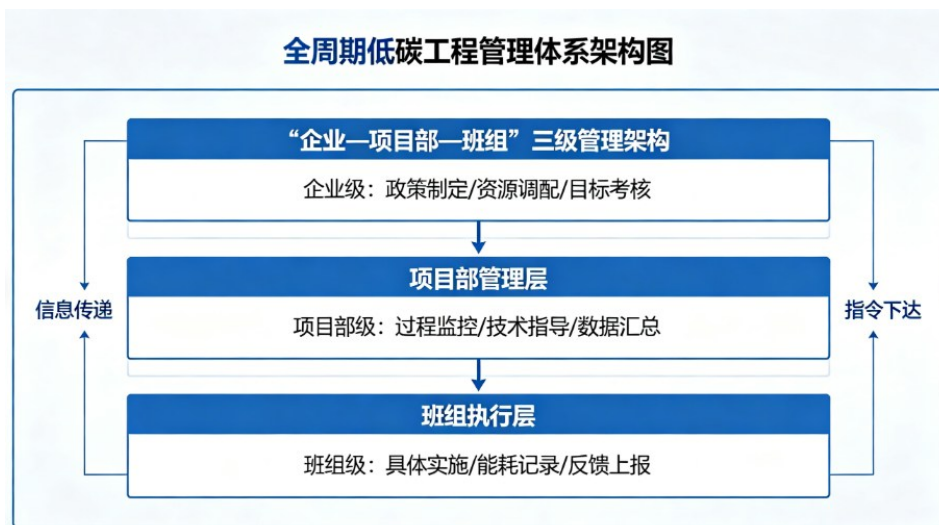 全周期低碳工程管理体系架构图
“企业—项目部—班组”三级管理架构
企业级：政策制定/资源调配/目标考核
项目部管理层
信息传递
指令下达
项目部级：过程监控/技术指导/数据汇总
班组执行层
班组级：具体实施/能耗记录/反馈上报